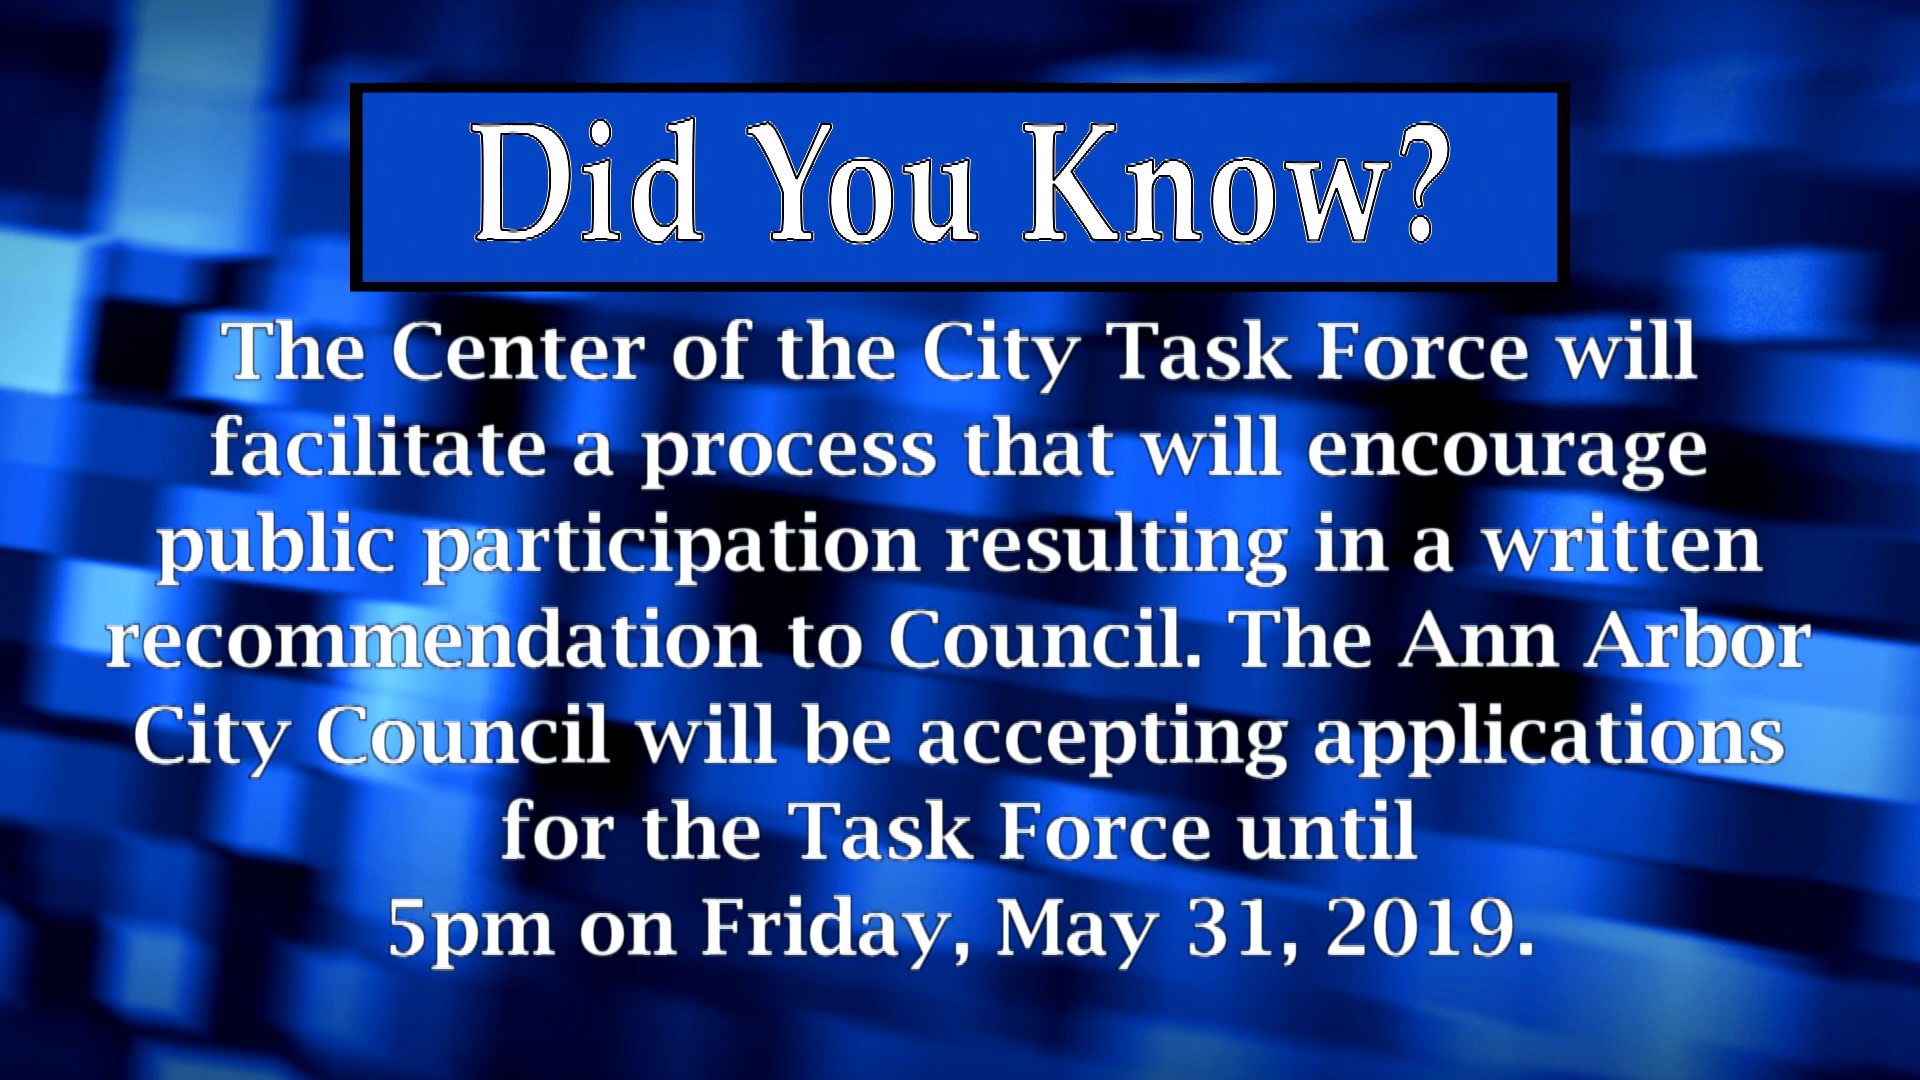 Did You Know?
The Center of the City Task Force will
facilitate a process that will encourage
public participation resulting in a written
recommendation to Council. The Ann Arbor
City Council will be accepting applications
for the Task Force until
5pm on Friday, May 31, 2019.